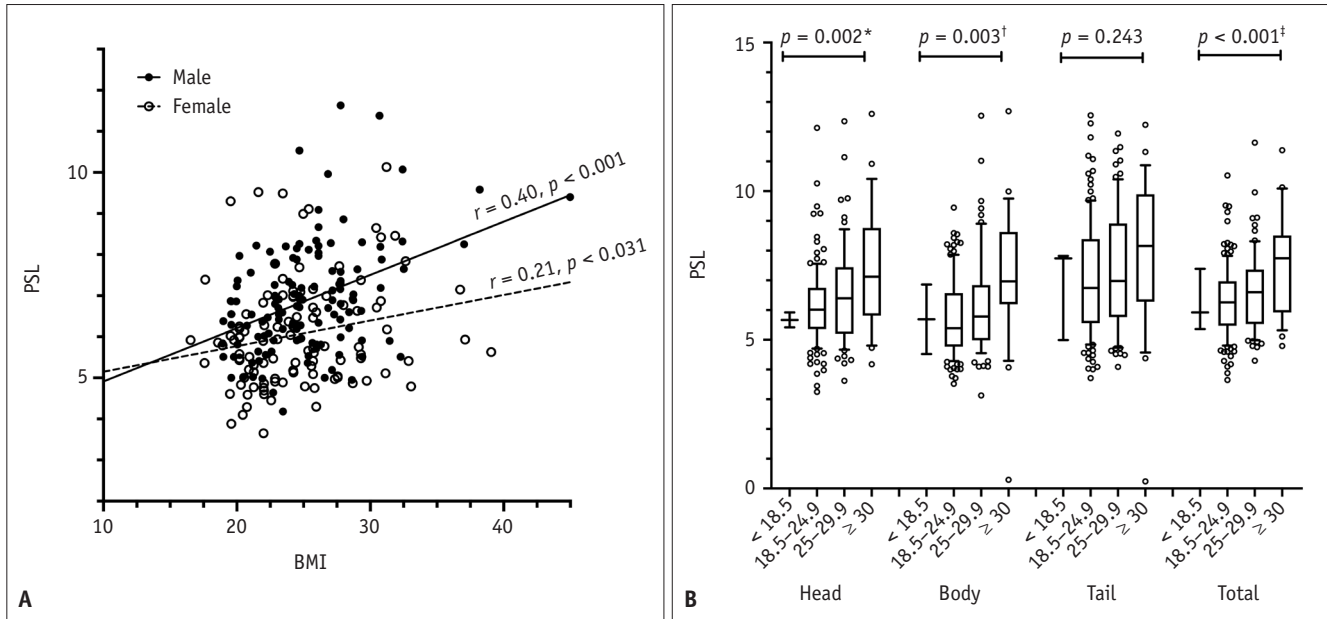 Male
Female
PSL
10
5
r = 0.40, p < 0.001
r = 0.21, p < 0.031
10
20
30
40
BMI
A
15
10
5
0
PSL
p = 0.002*
p = 0.003†
p = 0.243
p < 0.001‡
< 18.5
18.5–24.9
25–29.9
≥ 30
< 18.5
18.5–24.9
25–29.9
≥ 30
< 18.5
18.5–24.9
25–29.9
≥ 30
< 18.5
18.5–24.9
25–29.9
≥ 30
Head
Body
Tail
Total
B